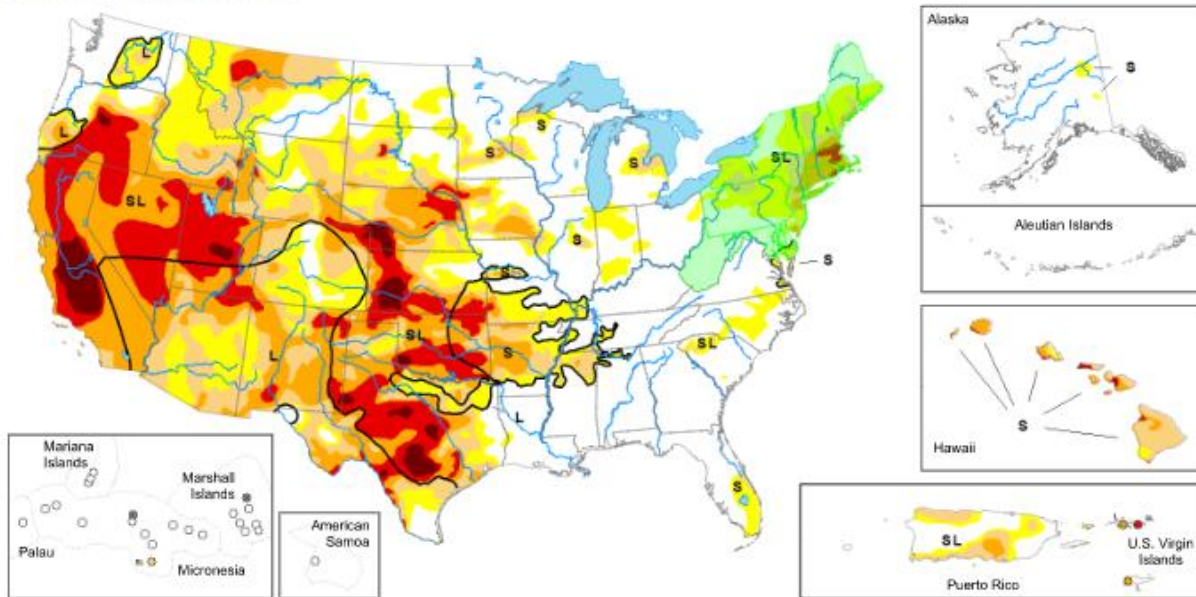 L
L
SL
L
SL
S
S
S
S
S
S
L
SL
S
SL
S
Alaska
S
Aleutian Islands
S
Hawaii
Mariana
Islands
Marshall
Islands
Palau
Micronesia
American
Samoa
SL
Puerto Rico
U.S. Virgin
Islands